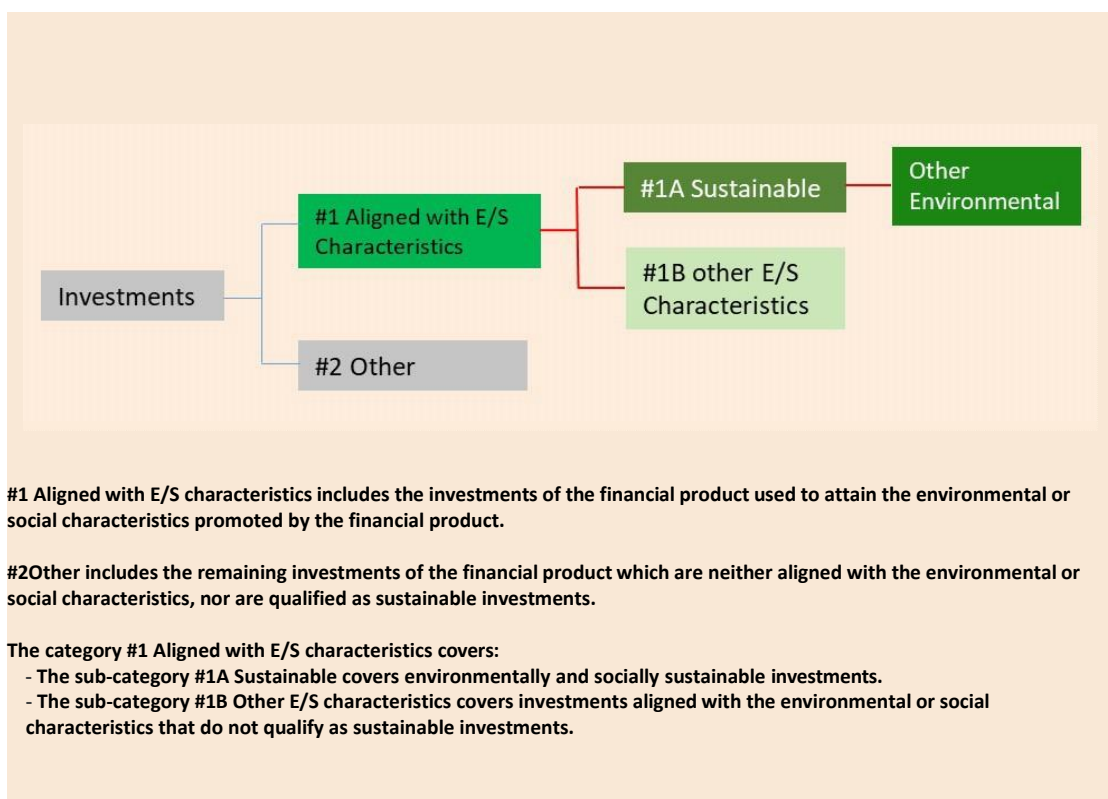 Other
Environmental
#1A Sustainable
#1 Aligned with E/S
Characteristics
#1B other E/S
Characteristics
Investments
#2 Other
#1 Aligned with E/S characteristics includes the investments of the financial product used to attain the environmental or
social characteristics promoted by the financial product.
#2Other includes the remaining investments of the financial product which are neither aligned with the environmental or
social characteristics, nor are qualified as sustainable investments.
The category #1 Aligned with E/S characteristics covers:
- The sub-category #1A Sustainable covers environmentally and socially sustainable investments.
- The sub-category #1B Other E/S characteristics covers investments aligned with the environmental or social
characteristics that do not qualify as sustainable investments.